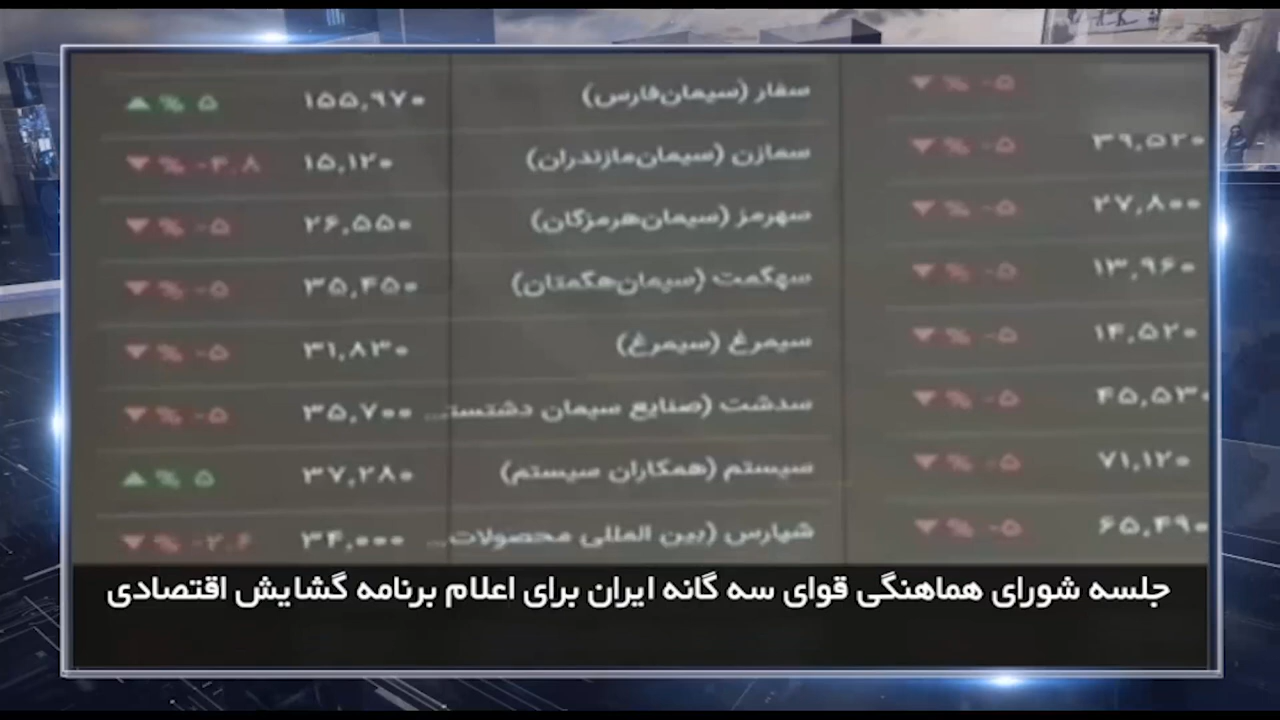 سفار (سیمان‌فارس) ۱۵۵,۹۷۰ ۵ % ▲
سمازن (سیمان‌مازندران) ۱۵,۱۲۰ ۴.۸- % ▼
سهرمز (سیمان‌هرمزگان) ۲۶,۵۵۰ ۵- % ▼
سهگمت (سیمان‌هگمتان) ۳۵,۴۵۰ ۵- % ▼
سیمرغ (سیمرغ) ۳۱,۸۳۰ ۵- % ▼
سدشت (صنایع سیمان دشتست... ۳۵,۷۰۰ ۵- % ▼
سیستم (همکاران سیستم) ۳۷,۲۸۰ ۵ % ▲
شپارس (بین المللی محصولات... ۳۴,۰۰۰ ۲.۶- % ▼
۵- % ▼
۳۹,۵۲۰ ۵- % ▼
۲۷,۸۰۰ ۵- % ▼
۱۳,۹۶۰ ۵- % ▼
۱۴,۵۲۰ ۵- % ▼
۴۵,۵۳۰ ۵- % ▼
۷۱,۱۲۰ ۵- % ▼
۶۵,۴۹۰ ۵- % ▼
جلسه شورای هماهنگی قوای سه گانه ایران برای اعلام برنامه گشایش اقتصادی